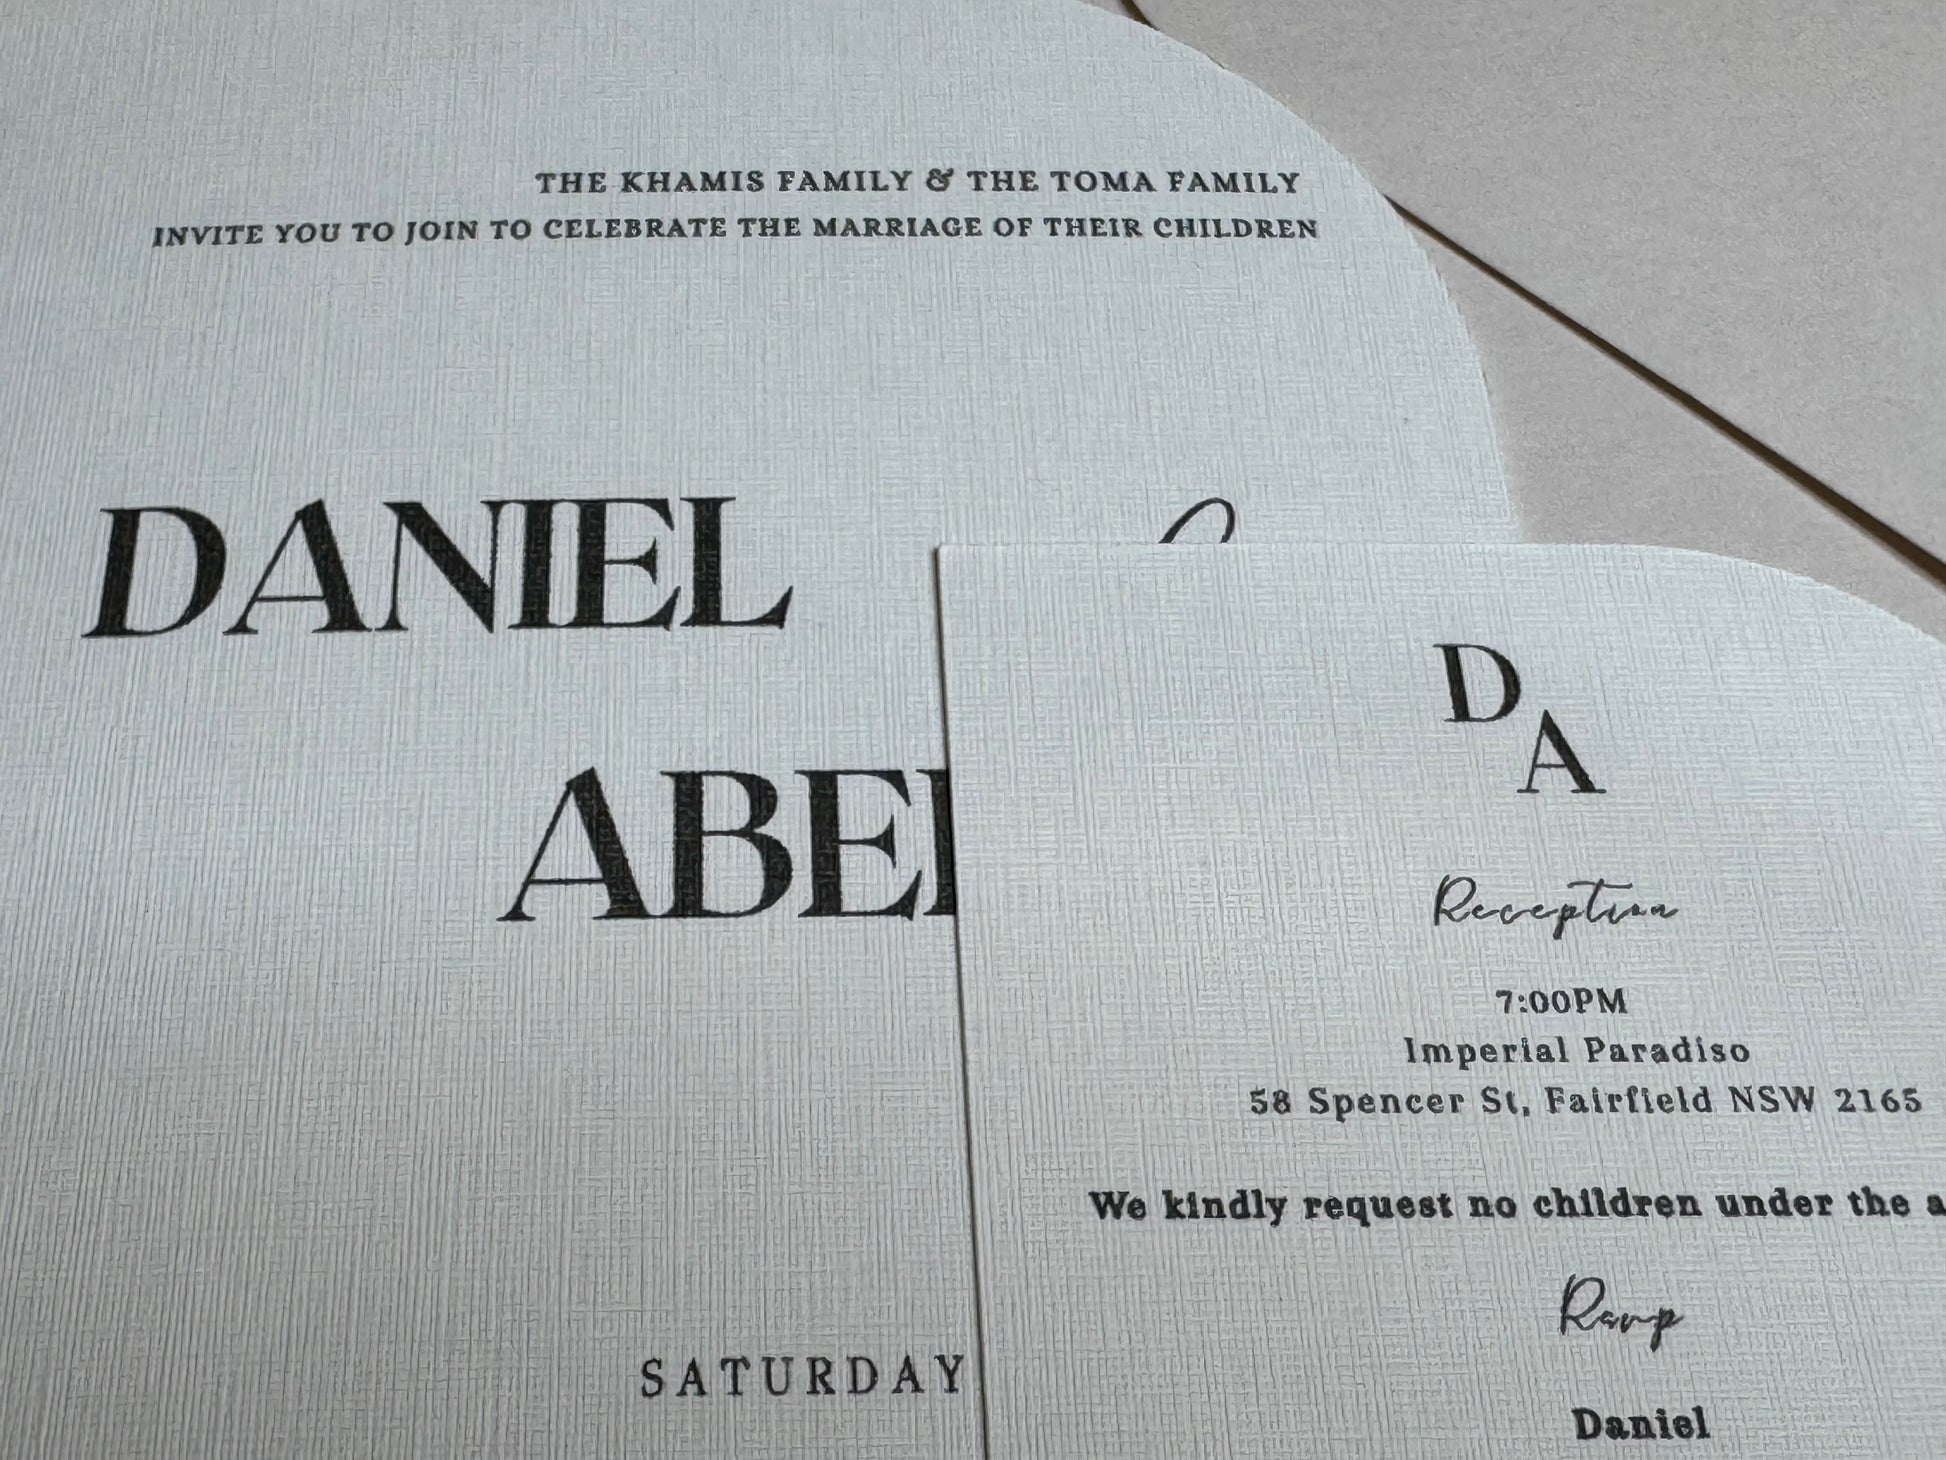 THE KHAMIS FAMILY & THE TOMA FAMILY
INVITE YOU TO JOIN TO CELEBRATE THE MARRIAGE OF THEIR CHILDREN
DANIEL
SATURDAY
D
A
Reception
7:00PM
Imperial Paradiso
58 Spencer St, Fairfield NSW 2165
We kindly request no children under the
Rsvp
Daniel